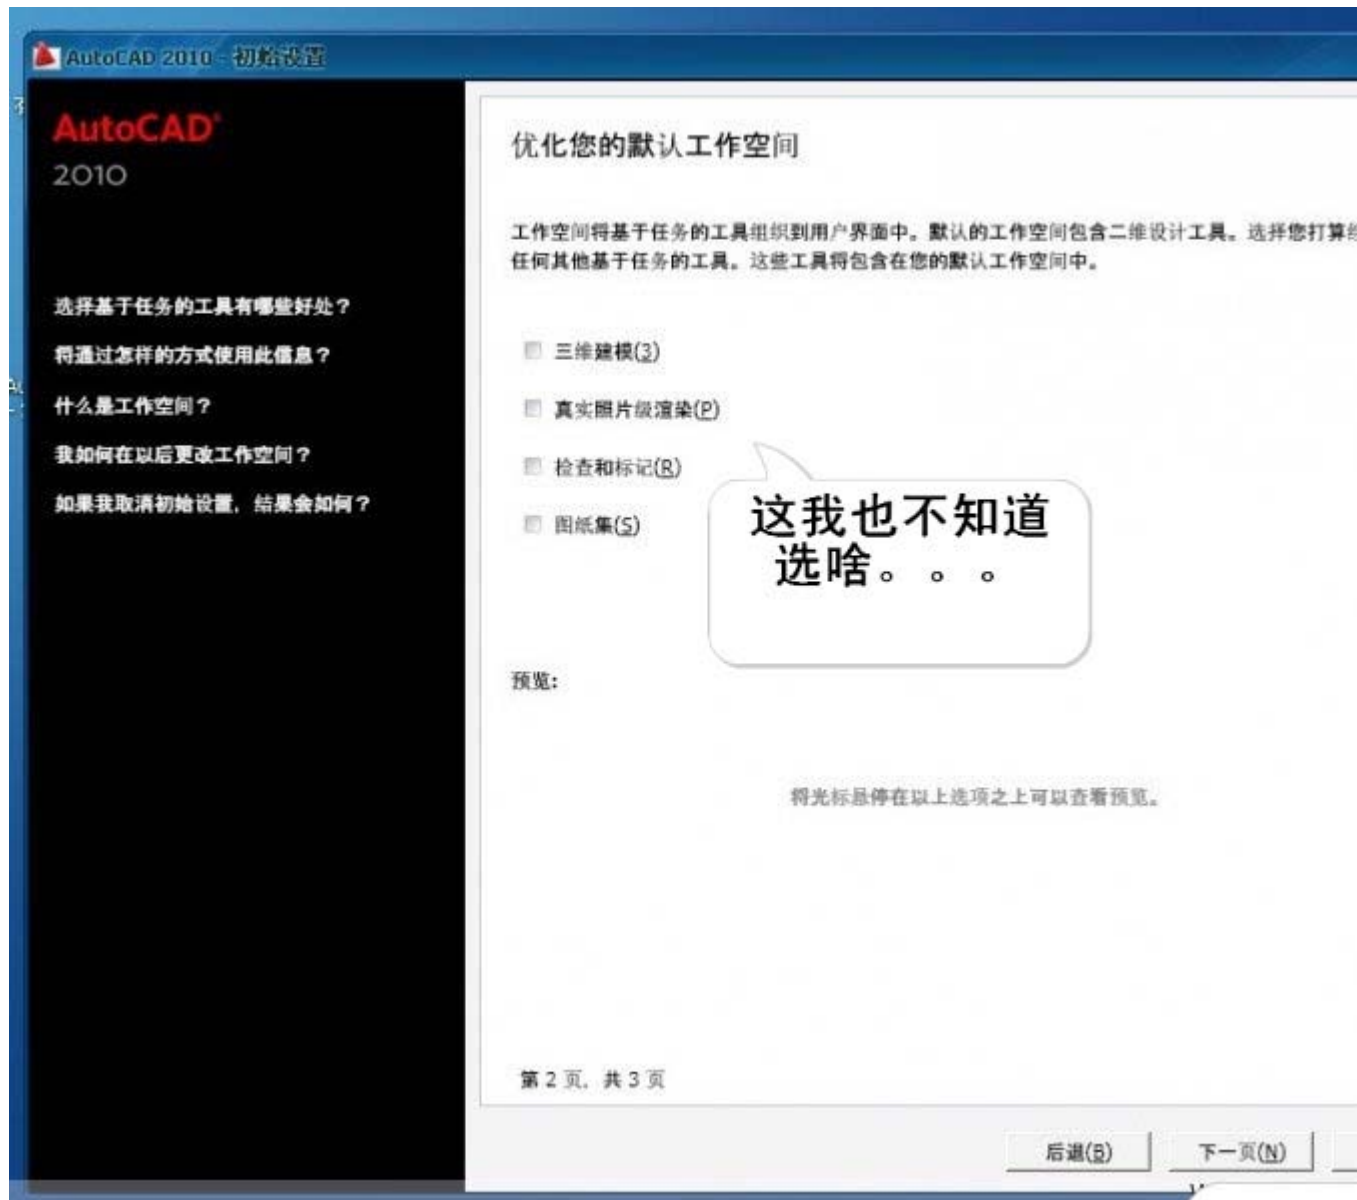 AutoCAD 2010 - 初始设置
AutoCAD
2010
选择基于任务的工具有哪些好处？
将通过怎样的方式使用此信息？
什么是工作空间？
我如何在以后更改工作空间？
如果我取消初始设置，结果会如何？
优化您的默认工作空间
工作空间将基于任务的工具组织到用户界面中。默认的工作空间包含二维设计工具。选择您打算
任何其他基于任务的工具。这些工具将包含在您的默认工作空间中。
三维建模(3)
真实照片级渲染(P)
检查和标记(R)
图纸集(S)
这我也不知道
选啥。。。
预览:
将光标悬停在以上选项之上可以查看预览。
第 2 页，共 3 页
后退(B)
下一页(N)